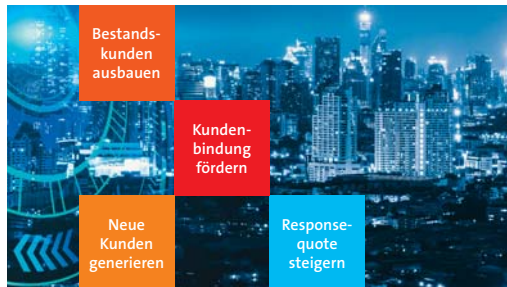 Bestands-
kunden
ausbauen
Kunden-
bindung
fördern
Neue
Kunden
generieren
Response-
quote
steigern